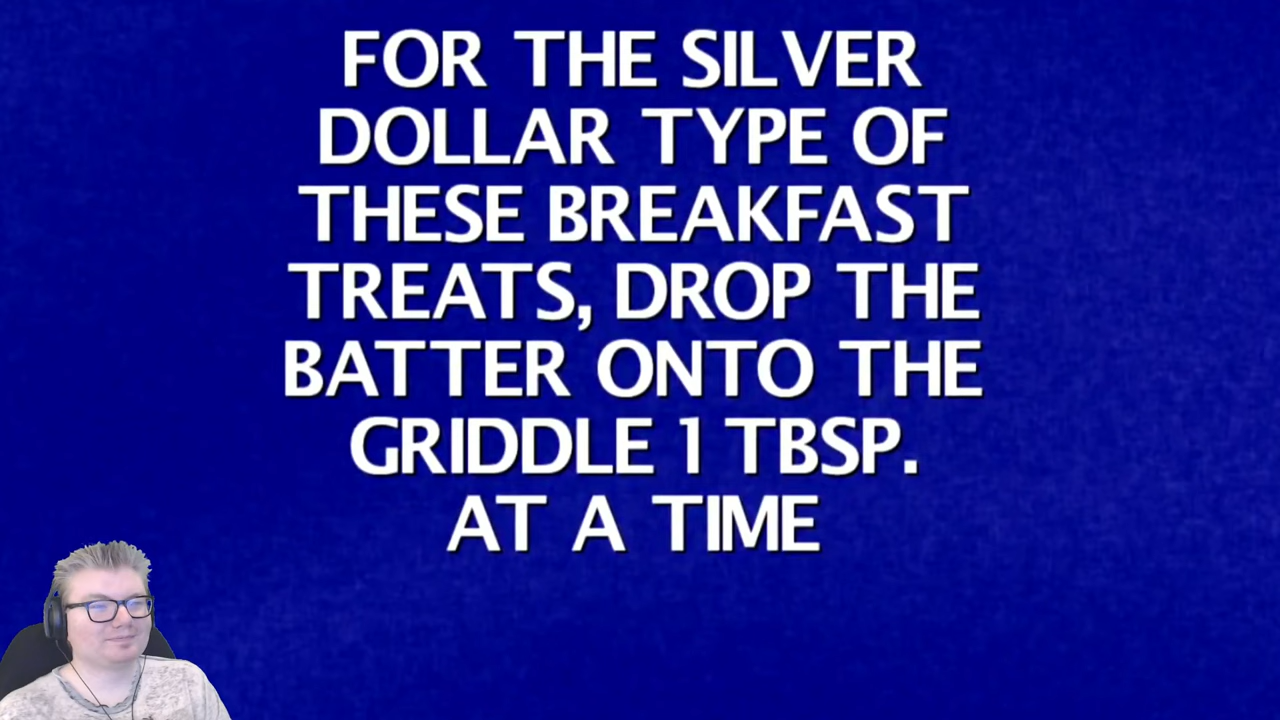 FOR THE SILVER
DOLLAR TYPE OF
THESE BREAKFAST
TREATS, DROP THE
BATTER ONTO THE
GRIDDLE 1 TBSP.
AT A TIME